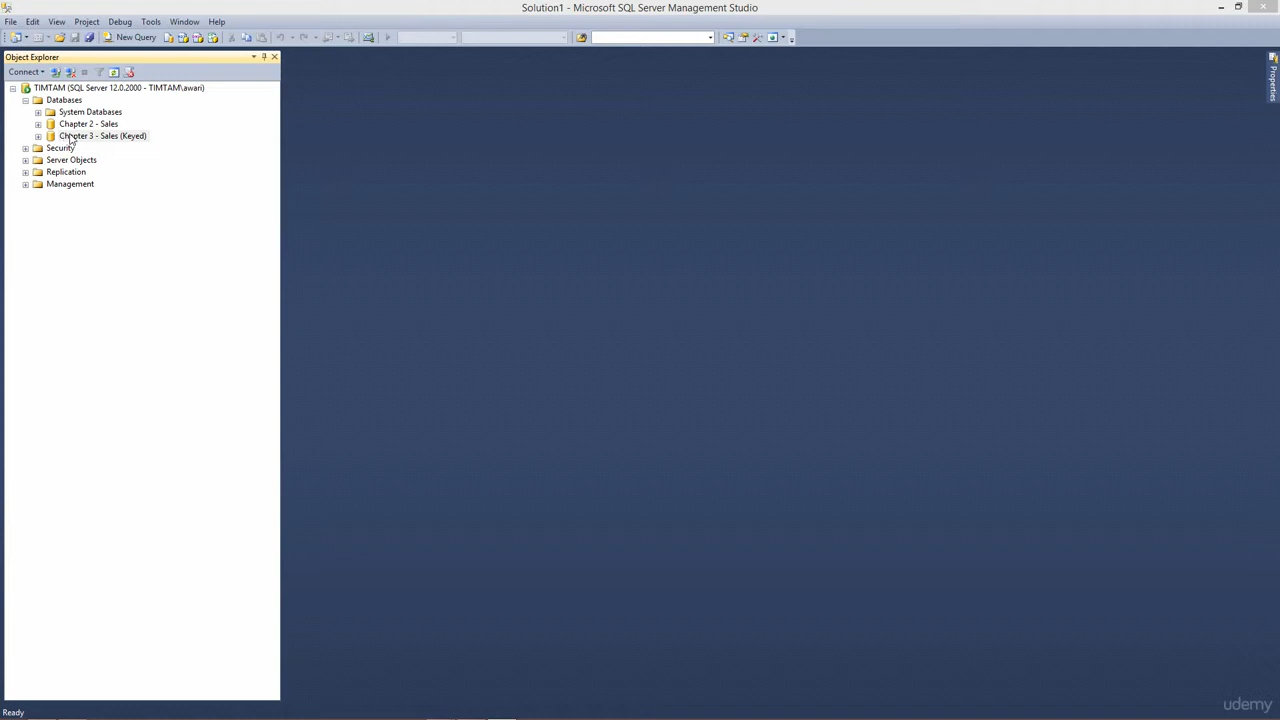 Solution1 - Microsoft SQL Server Management Studio
File Edit View Project Debug Tools Window Help
New Query
Object Explorer
Connect
TIMTAM (SQL Server 12.0.2000 - TIMTAM\awari)
Databases
System Databases
Chapter 2 - Sales
Chapter 3 - Sales (Keyed)
Security
Server Objects
Replication
Management
Properties
Ready
udemy